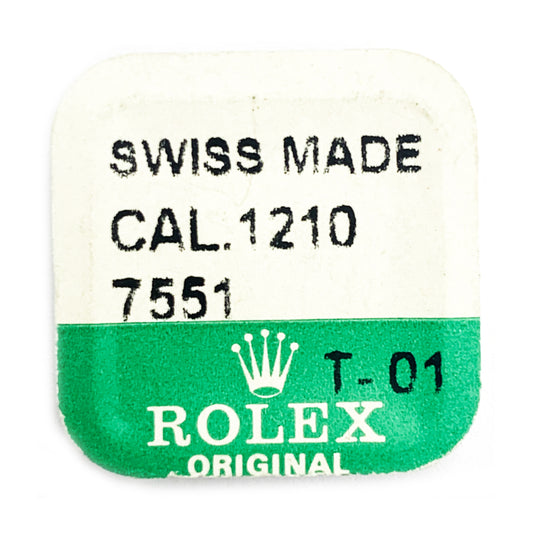 SWISS MADE
CAL.1210
7551
T-01
ROLEX
ORIGINAL